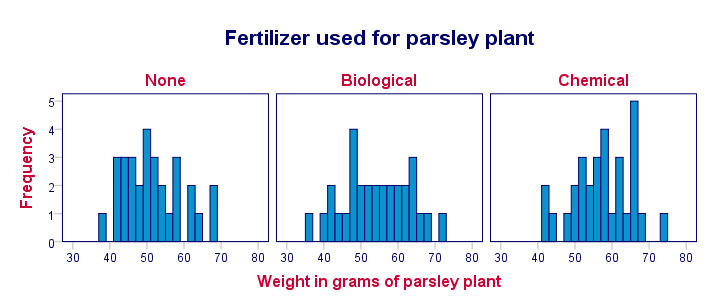 Fertilizer used for parsley plant
None Biological Chemical
Frequency
5
4
3
2
1
0
30 40 50 60 70 80 30 40 50 60 70 80 30 40 50 60 70 80
Weight in grams of parsley plant